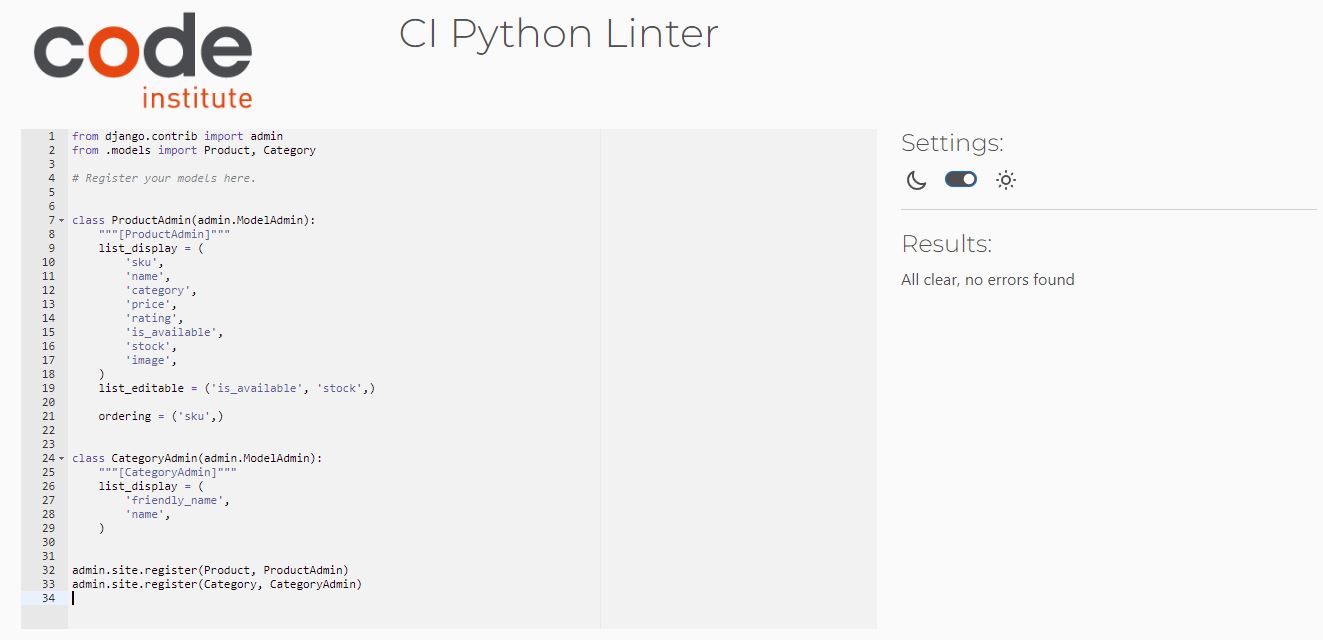 code
institute
CI Python Linter
1 from django.contrib import admin
2 from .models import Product, Category
3
4 # Register your models here.
5
6
7 class ProductAdmin(admin.ModelAdmin):
8     """[ProductAdmin]"""
9     list_display = (
10         'sku',
11         'name',
12         'category',
13         'price',
14         'rating',
15         'is_available',
16         'stock',
17         'image',
18     )
19     list_editable = ('is_available', 'stock',)
20
21     ordering = ('sku',)
22
23
24 class CategoryAdmin(admin.ModelAdmin):
25     """[CategoryAdmin]"""
26     list_display = (
27         'friendly_name',
28         'name',
29     )
30
31
32 admin.site.register(Product, ProductAdmin)
33 admin.site.register(Category, CategoryAdmin)
34
Settings:
Results:
All clear, no errors found